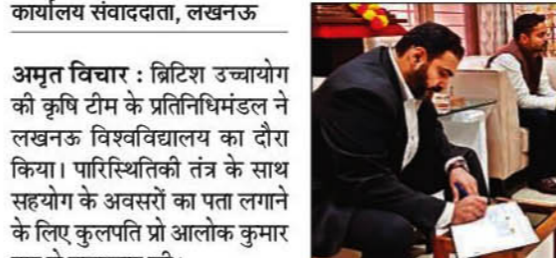 कार्यालय संवाददाता, लखनऊ
अमृत विचार : ब्रिटिश उच्चायोग
की कृषि टीम के प्रतिनिधिमंडल ने
लखनऊ विश्वविद्यालय का दौरा
किया। पारिस्थितिकी तंत्र के साथ
सहयोग के अवसरों का पता लगाने
के लिए कुलपति प्रो आलोक कुमार